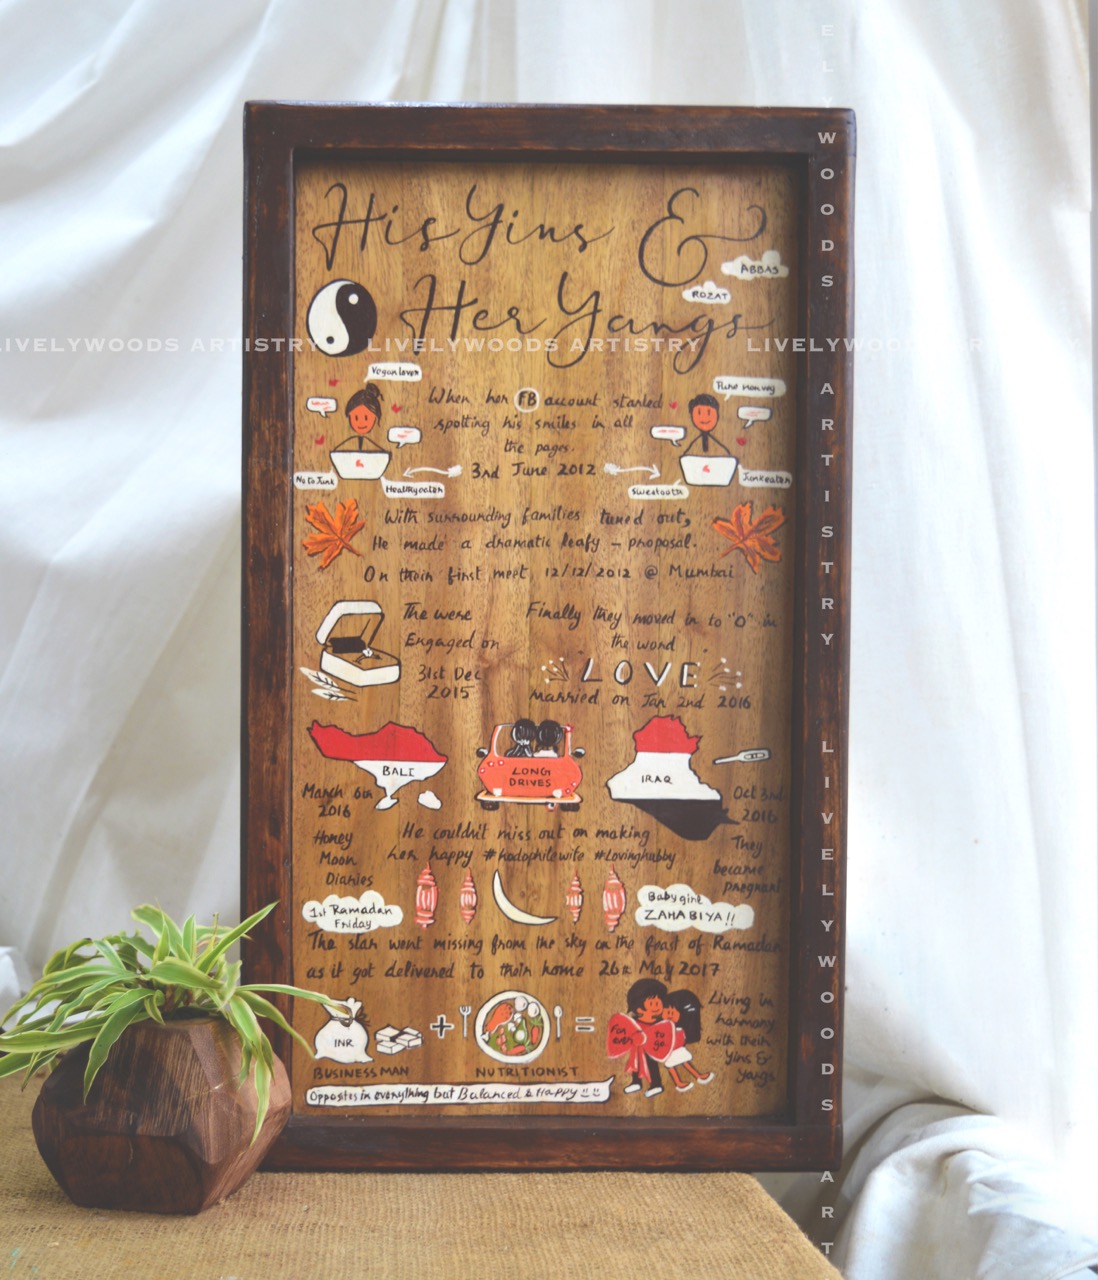 His Yins &
ABBAS
ROZAT
Her Yangs
LIVELYWOODS ARTISTRY LIVELYWOODS ARTISTRY LIVELYWOODS ARTISTRY
Vegan lover
Pure non veg
When her FB account started
spotting his smiles in all
the pages.
3rd June 2012
No to Junk
Healthy eater
Sweetooth
Junk eater
With surrounding families tuned out,
He made a dramatic leafy - proposal.
On their first meet, 12/12/2012 @ Mumbai
The were
Engaged on
31st Dec
2015
Finally they moved in to "O" in
the word
LOVE
married on Jan 2nd 2016
BALI
LONG
DRIVES
IRAQ
March 6th
2016
Honey
Moon
Diaries
Oct 3rd
2016
They
became
pregnant
He couldn't miss out on making
her happy #hodophilewife #Lovinghubby
1st Ramadan
Friday
Baby girl
ZAHABIYA!!
The star went missing from the sky on the feast of Ramadan
as it got delivered to their home 26th May 2017
INR
+
=
BUSINESS MAN
NUTRITIONIST
For ever
to go
Living in
harmony
with their
Yins &
Yangs
Opposites in everything but Balanced & Happy
ELYWOODS ARTISTRY LIVELYWOODS ART